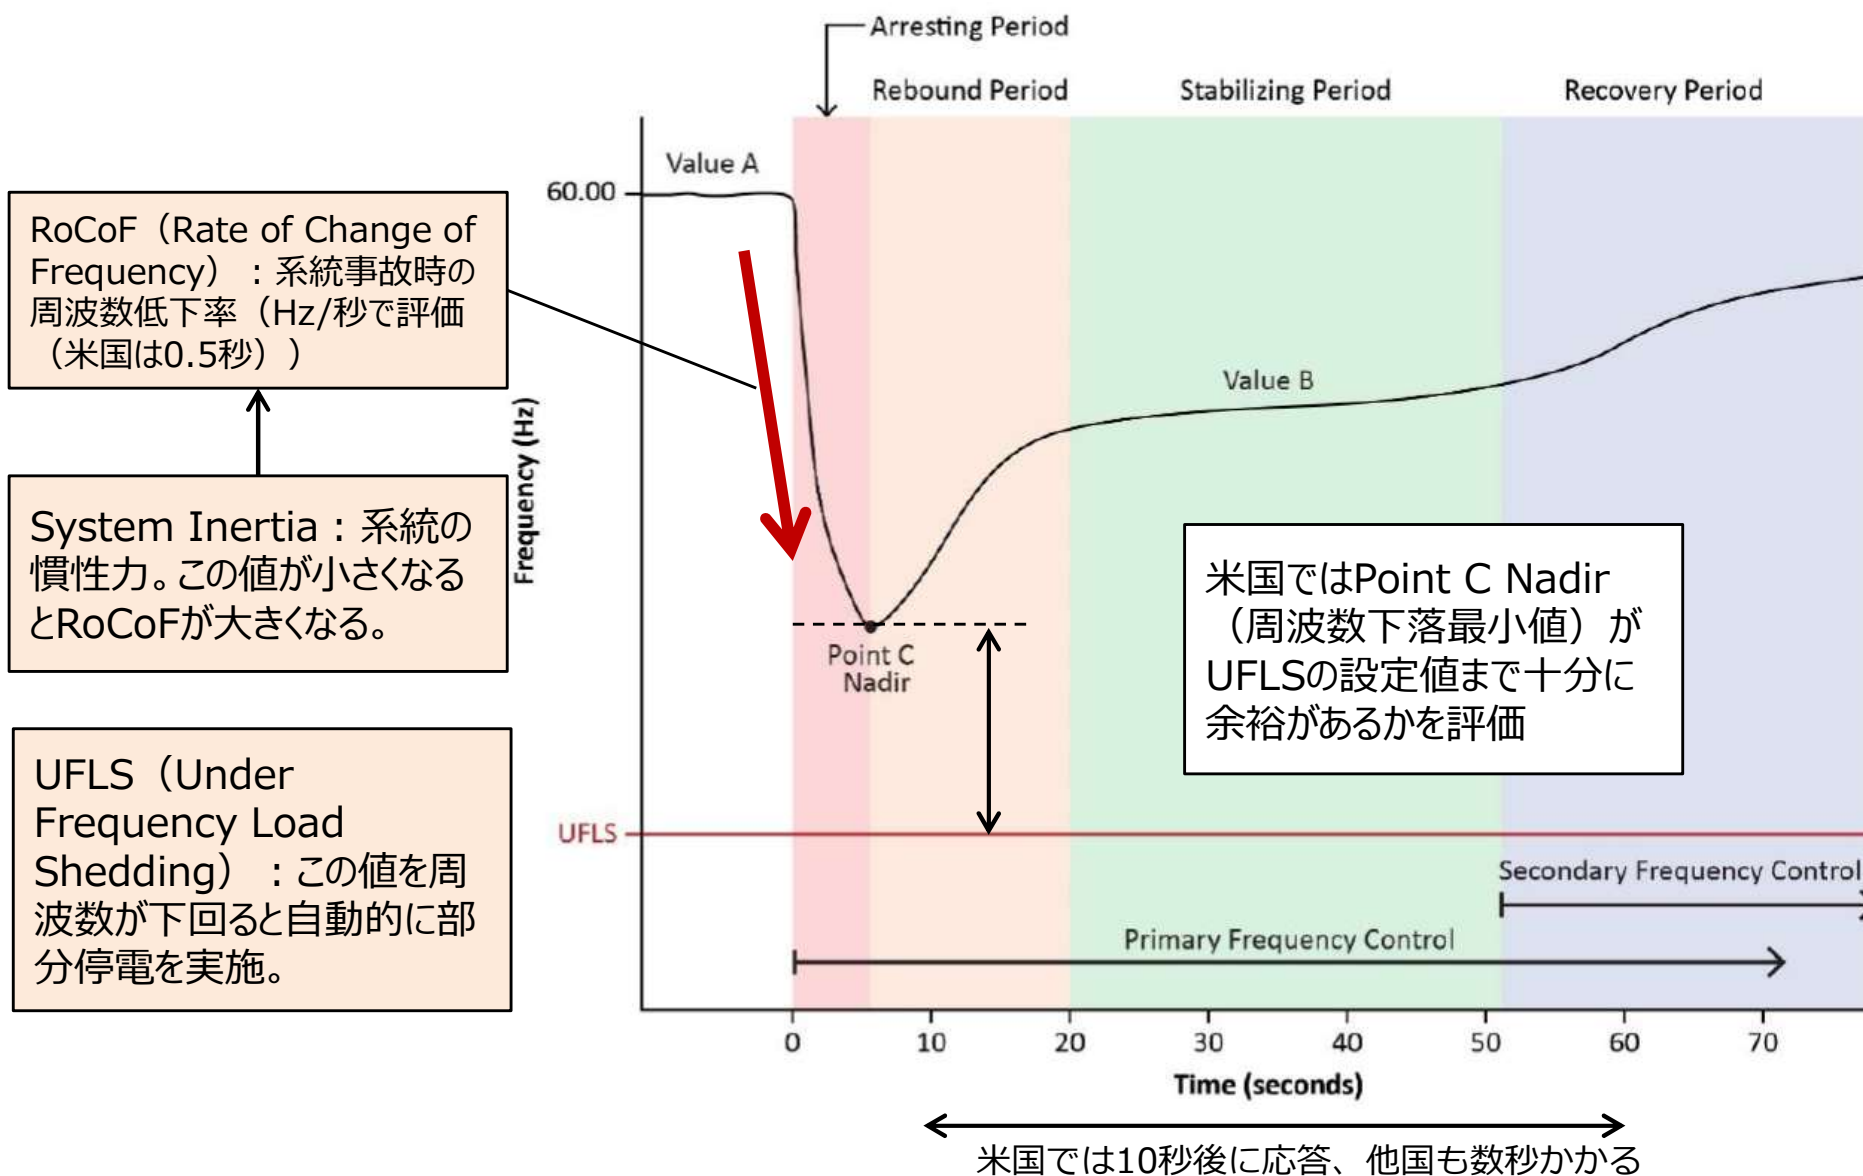 Arresting Period
Rebound Period
Stabilizing Period
Recovery Period
Value A
60.00
RoCoF（Rate of Change of
Frequency）：系統事故時の
周波数低下率（Hz/秒で評価
（米国は0.5秒））
System Inertia：系統の
慣性力。この値が小さくなる
とRoCoFが大きくなる。
UFLS（Under
Frequency Load
Shedding）：この値を周
波数が下回ると自動的に部
分停電を実施。
Frequency (Hz)
Value B
Point C
Nadir
米国ではPoint C Nadir
（周波数下落最小値）が
UFLSの設定値まで十分に
余裕があるかを評価
UFLS
Secondary Frequency Control
Primary Frequency Control
0 10 20 30 40 50 60 70
Time (seconds)
米国では10秒後に応答、他国も数秒かかる